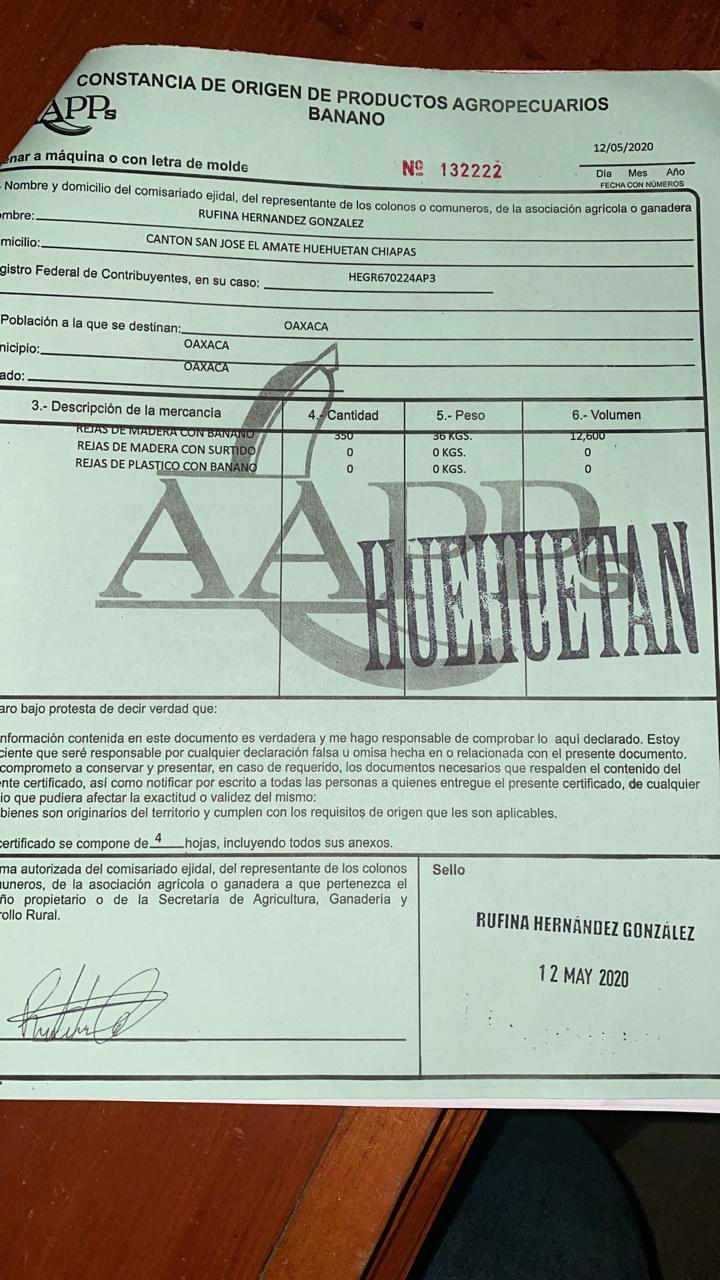 CONSTANCIA DE ORIGEN DE PRODUCTOS AGROPECUARIOS
BANANO
APPs
12/05/2020
enar a máquina o con letra de molde
Nº 132222
Día Mes Año
FECHA CON NÚMEROS
Nombre y domicilio del comisariado ejidal, del representante de los colonos o comuneros, de la asociación agrícola o ganadera
ombre: RUFINA HERNANDEZ GONZALEZ
micilio: CANTON SAN JOSE EL AMATE HUEHUETAN CHIAPAS
gistro Federal de Contribuyentes, en su caso: HEGR670224AP3
Población a la que se destinan: OAXACA
nicipio: OAXACA
ado: OAXACA
3.- Descripción de la mercancía 4.- Cantidad 5.- Peso 6.- Volumen
REJAS DE MADERA CON BANANO 350 36 KGS. 12,600
REJAS DE MADERA CON SURTIDO 0 0 KGS. 0
REJAS DE PLASTICO CON BANANO 0 0 KGS. 0
AAPPs
HUEHUETAN
aro bajo protesta de decir verdad que:
nformación contenida en este documento es verdadera y me hago responsable de comprobar lo aqui declarado. Estoy
ciente que seré responsable por cualquier declaración falsa u omisa hecha en o relacionada con el presente documento.
comprometo a conservar y presentar, en caso de requerido, los documentos necesarios que respalden el contenido del
nte certificado, así como notificar por escrito a todas las personas a quienes entregue el presente certificado, de cualquier
io que pudiera afectar la exactitud o validez del mismo:
bienes son originarios del territorio y cumplen con los requisitos de origen que les son aplicables.
certificado se compone de 4 hojas, incluyendo todos sus anexos.
ma autorizada del comisariado ejidal, del representante de los colonos
muneros, de la asociación agrícola o ganadera a que pertenezca el
ño propietario o de la Secretaría de Agricultura, Ganadería y
rollo Rural.
Sello
RUFINA HERNÁNDEZ GONZÁLEZ
12 MAY 2020